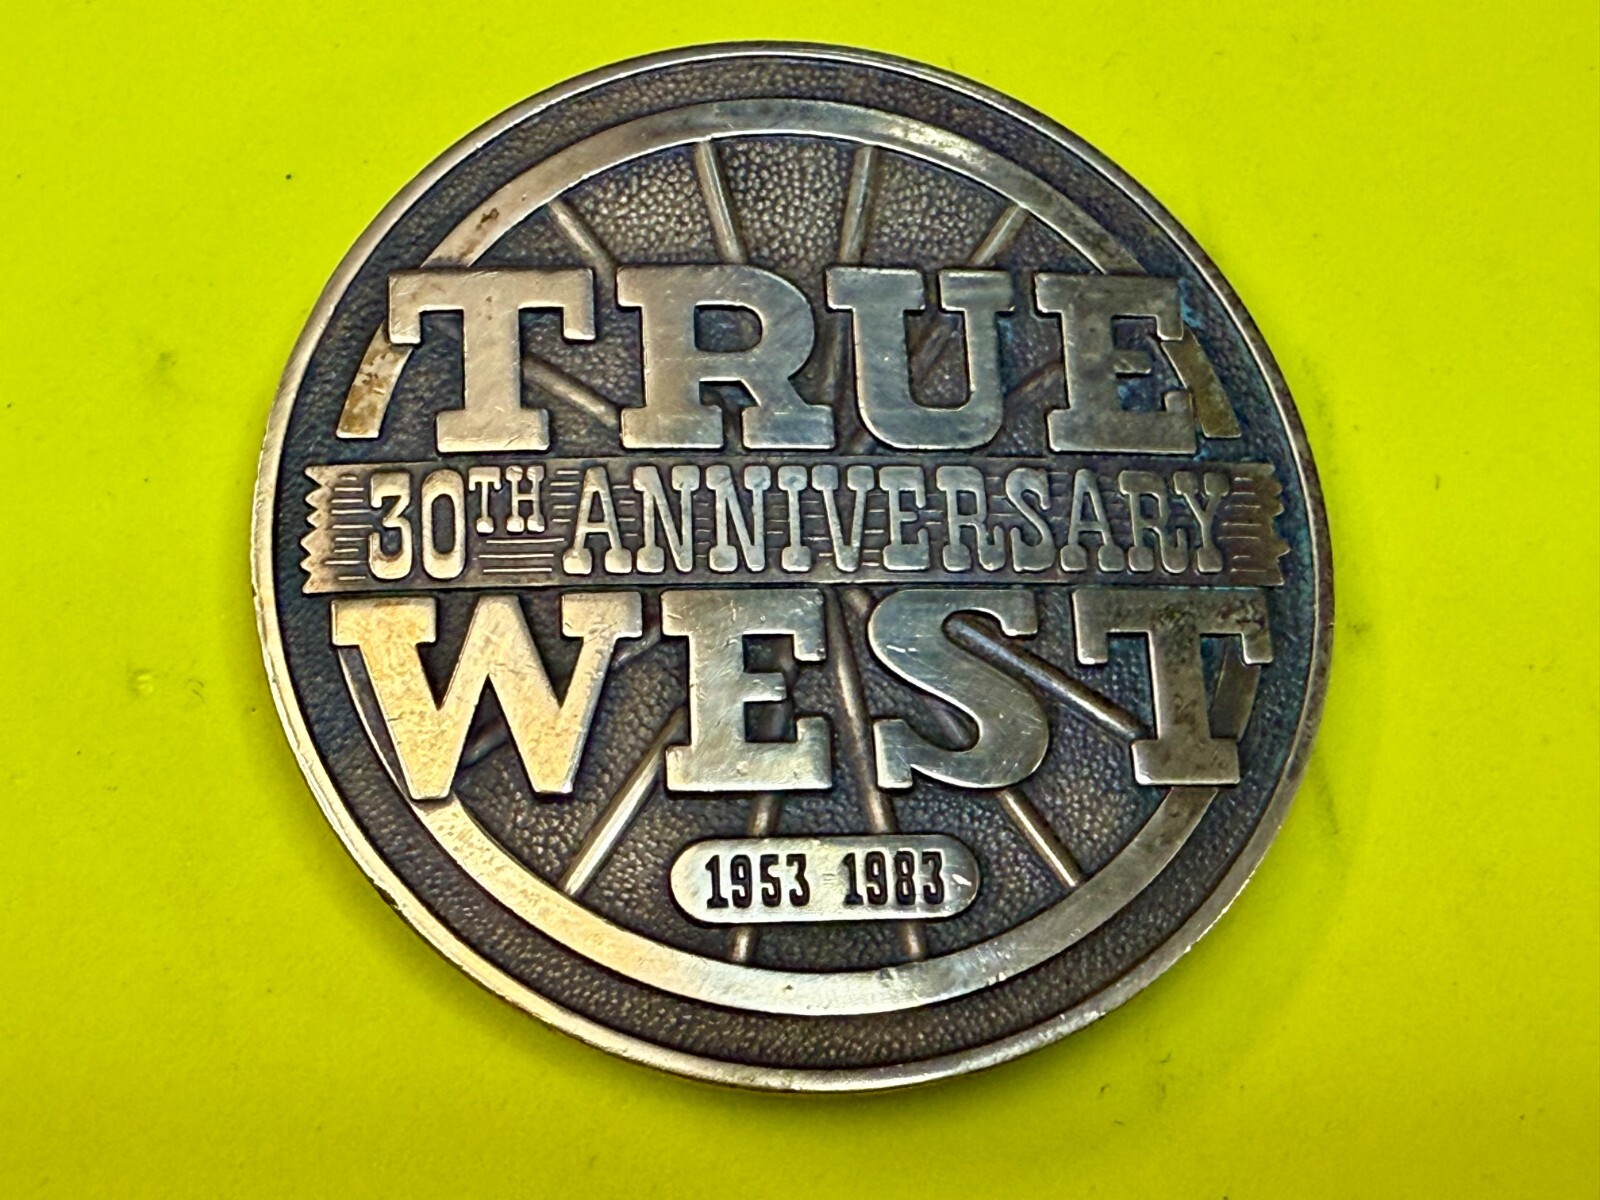 TRUE
30TH ANNIVERSARY
WEST
1953-1983